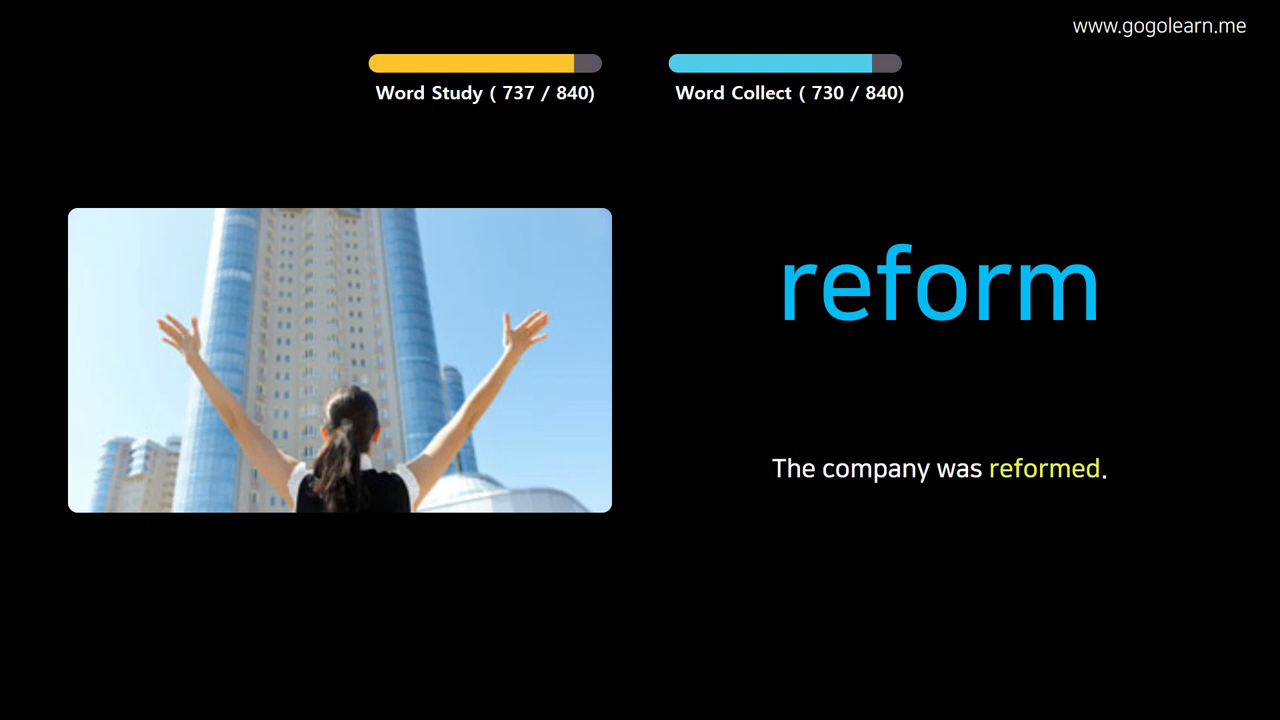 www.gogolearn.me
Word Study ( 737 / 840)
Word Collect ( 730 / 840)
reform
The company was reformed.